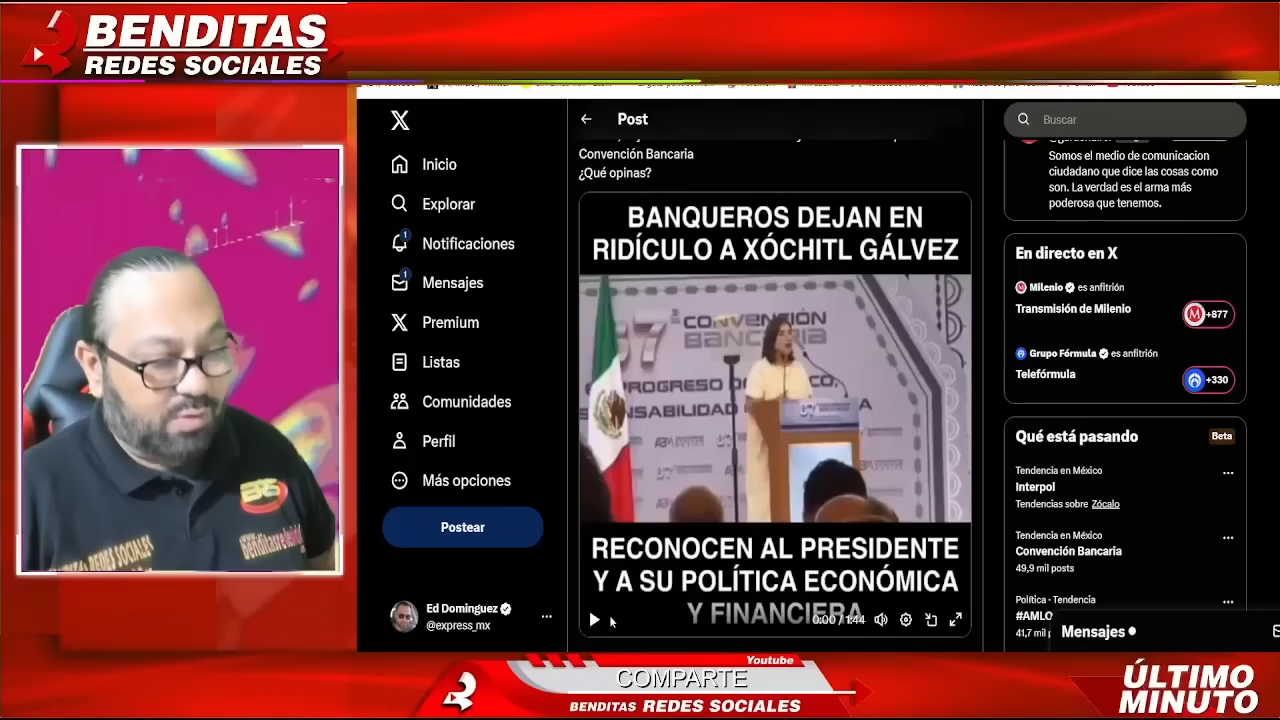 BENDITAS
REDES SOCIALES
Inicio
Explorar
1
Notificaciones
1
Mensajes
Premium
Listas
Comunidades
Perfil
Más opciones
Postear
Ed Dominguez
@express_mx
Post
Convención Bancaria
¿Qué opinas?
BANQUEROS DEJAN EN
RIDÍCULO A XÓCHITL GÁLVEZ
CONVENCIÓN
BANCARIA
RECONOCEN AL PRESIDENTE
Y A SU POLÍTICA ECONÓMICA
Y FINANCIERA
0:00 / 1:44
Buscar
Somos el medio de comunicacion
ciudadano que dice las cosas como
son. La verdad es el arma más
poderosa que tenemos.
En directo en X
Milenio es anfitrión
Transmisión de Milenio
M +877
Grupo Fórmula es anfitrión
Telefórmula
+330
Qué está pasando
Beta
Tendencia en México
Interpol
Tendencias sobre Zócalo
Tendencia en México
Convención Bancaria
49,9 mil posts
Política · Tendencia
#AMLO
41,7 mil
Mensajes
Youtube
COMPARTE
BENDITAS REDES SOCIALES
ÚLTIMO
MINUTO